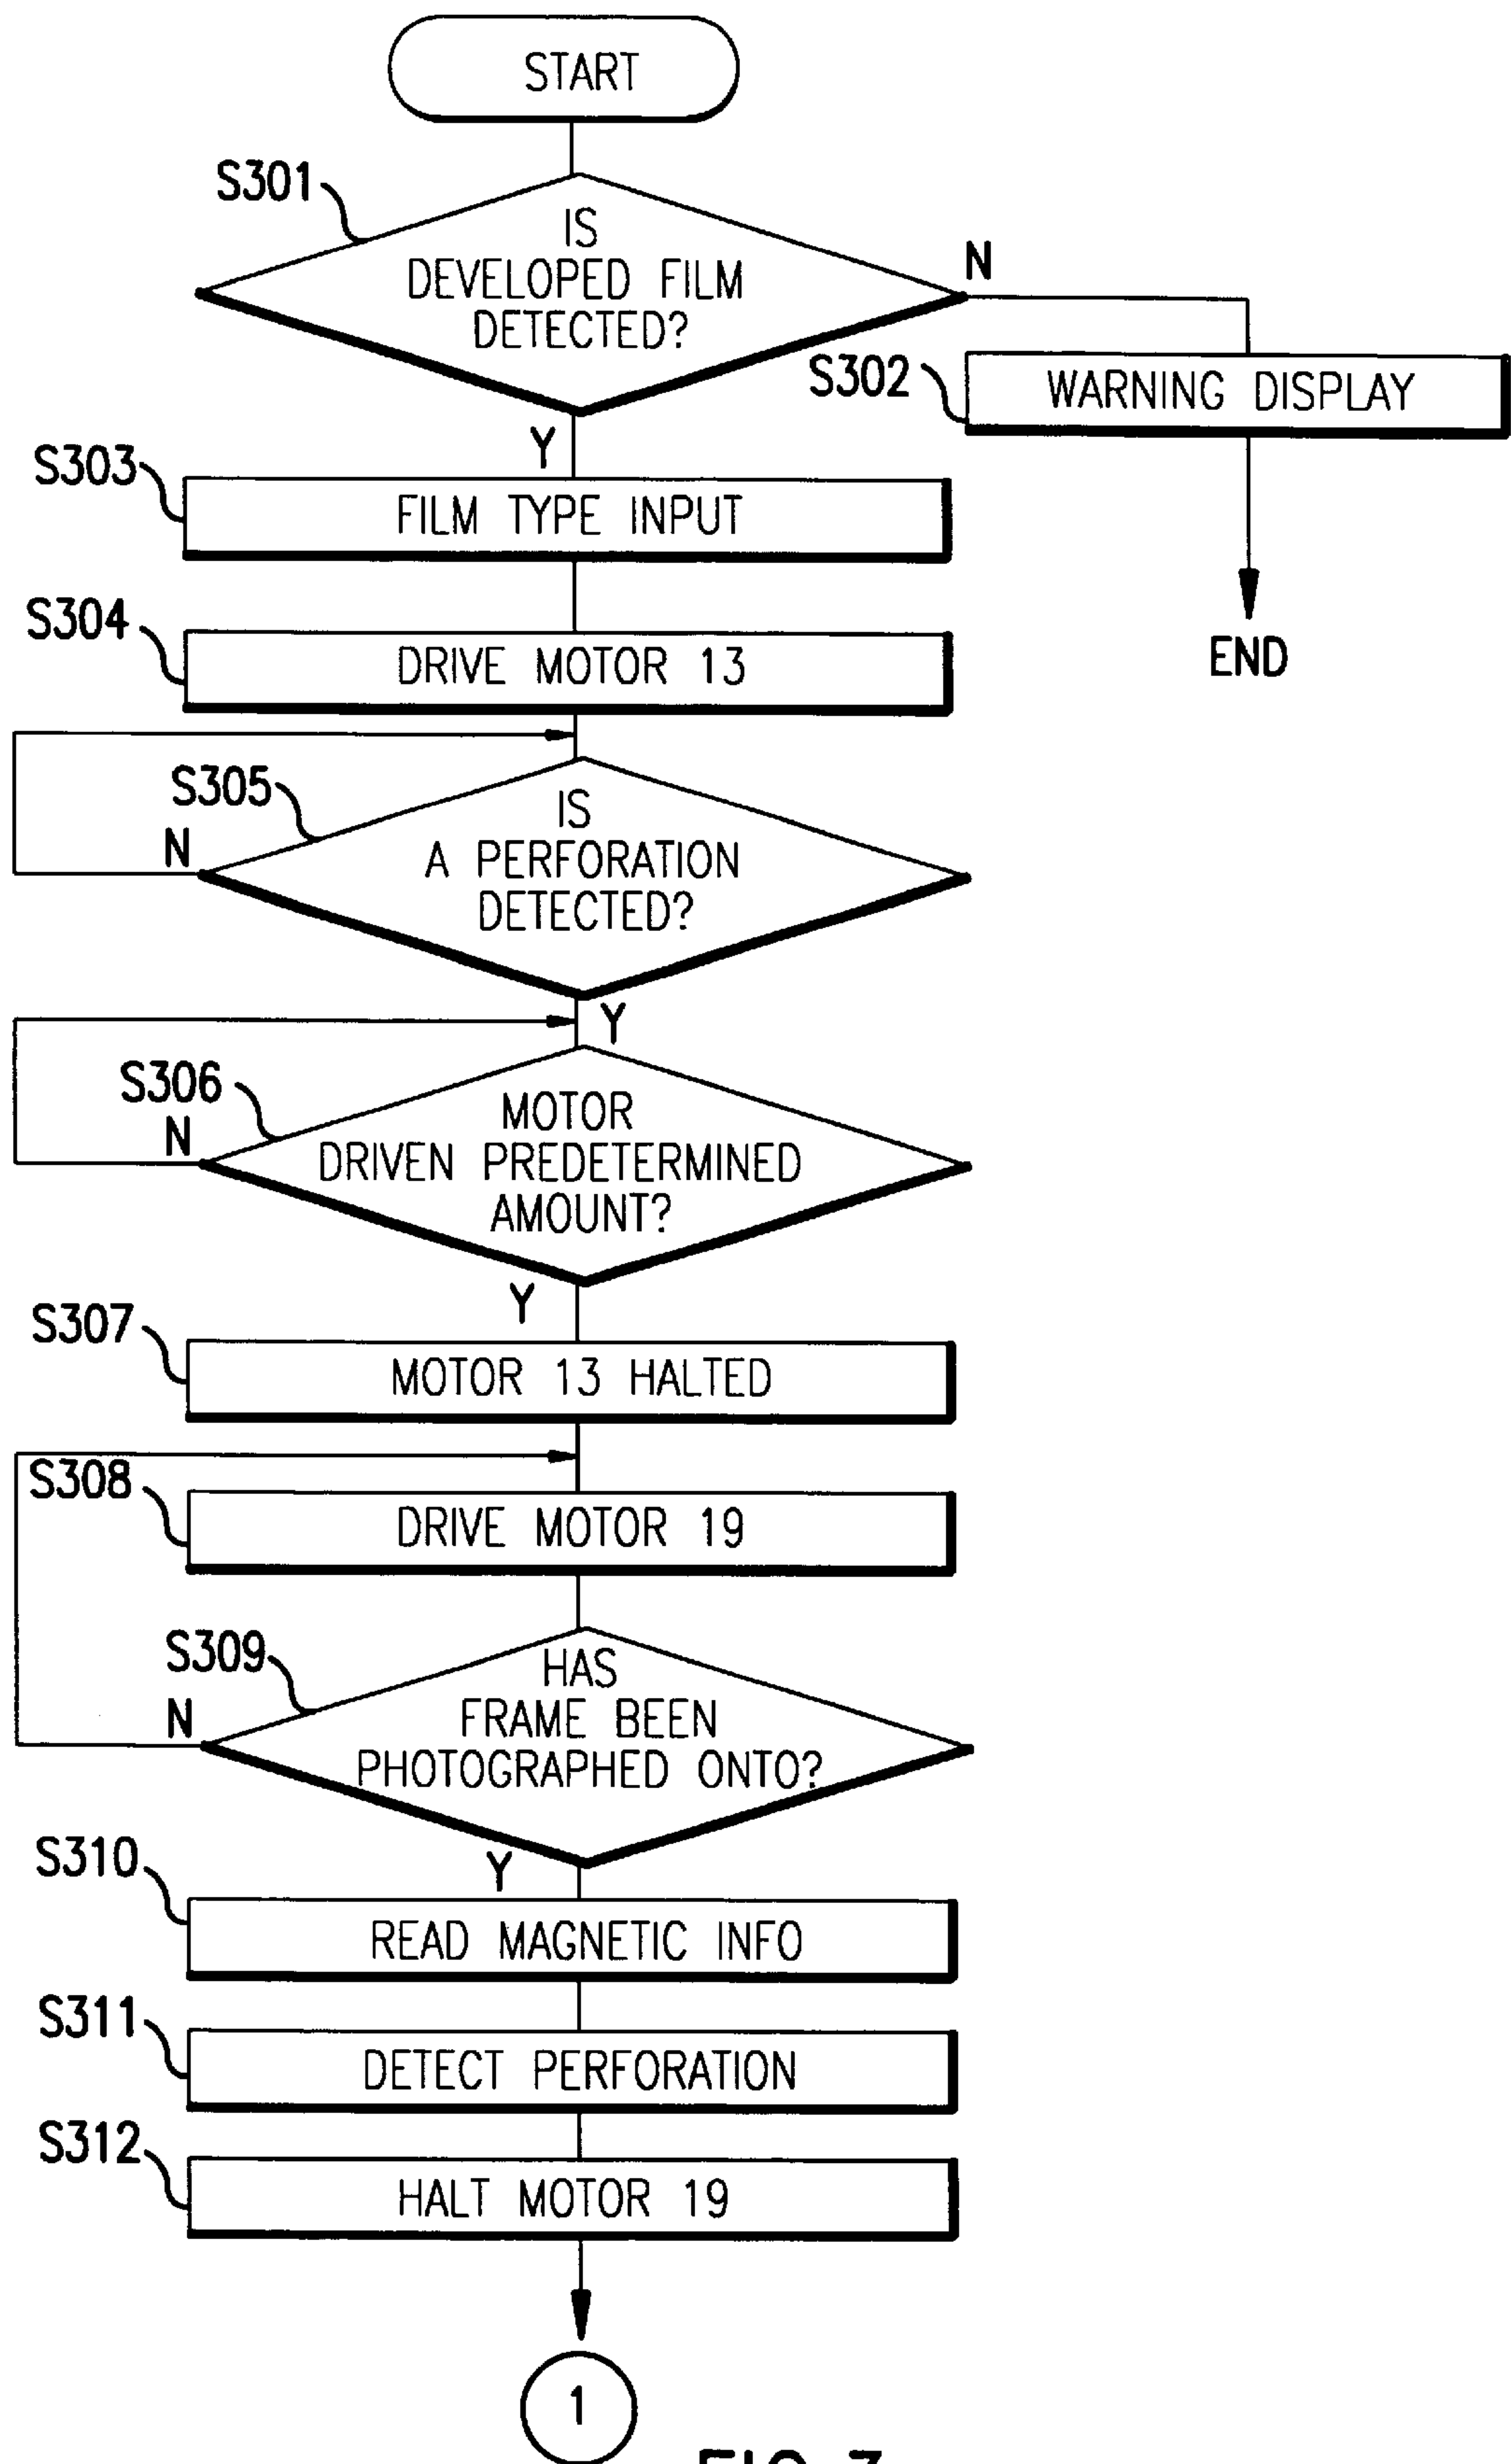 START
S301
IS
DEVELOPED FILM
DETECTED?
N
S302
WARNING DISPLAY
END
Y
S303
FILM TYPE INPUT
S304
DRIVE MOTOR 13
S305
IS
A PERFORATION
DETECTED?
N
Y
S306
MOTOR
DRIVEN PREDETERMINED
AMOUNT?
N
Y
S307
MOTOR 13 HALTED
S308
DRIVE MOTOR 19
S309
HAS
FRAME BEEN
PHOTOGRAPHED ONTO?
N
Y
S310
READ MAGNETIC INFO
S311
DETECT PERFORATION
S312
HALT MOTOR 19
1